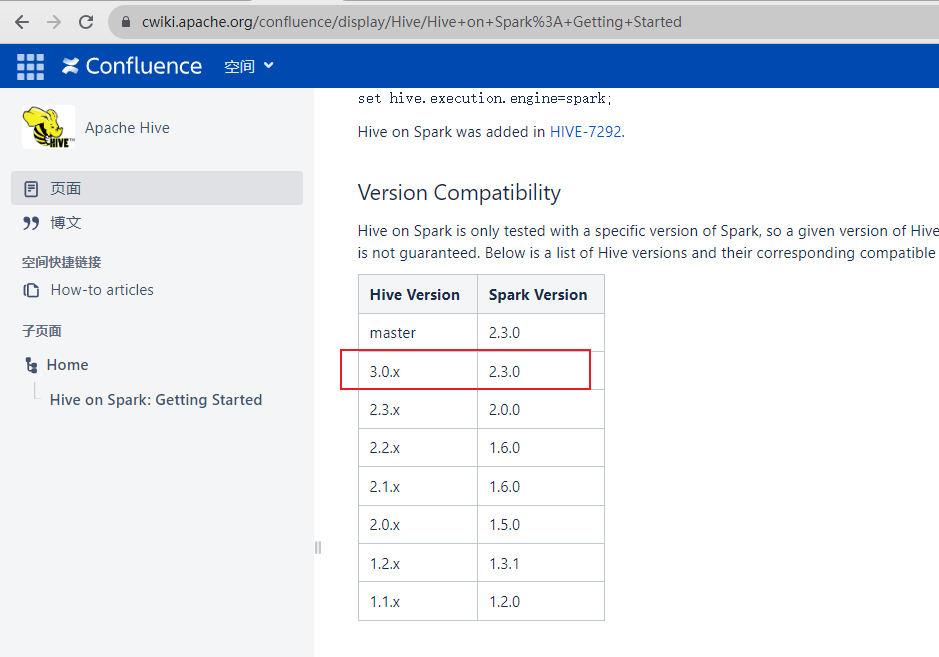 cwiki.apache.org/confluence/display/Hive/Hive+on+Spark%3A+Getting+Started
Confluence 空间
HIVE
Apache Hive
页面
博文
空间快捷链接
How-to articles
子页面
Home
Hive on Spark: Getting Started
set hive.execution.engine=spark;
Hive on Spark was added in HIVE-7292.
Version Compatibility
Hive on Spark is only tested with a specific version of Spark, so a given version of Hive
is not guaranteed. Below is a list of Hive versions and their corresponding compatible
Hive Version Spark Version
master 2.3.0
3.0.x 2.3.0
2.3.x 2.0.0
2.2.x 1.6.0
2.1.x 1.6.0
2.0.x 1.5.0
1.2.x 1.3.1
1.1.x 1.2.0